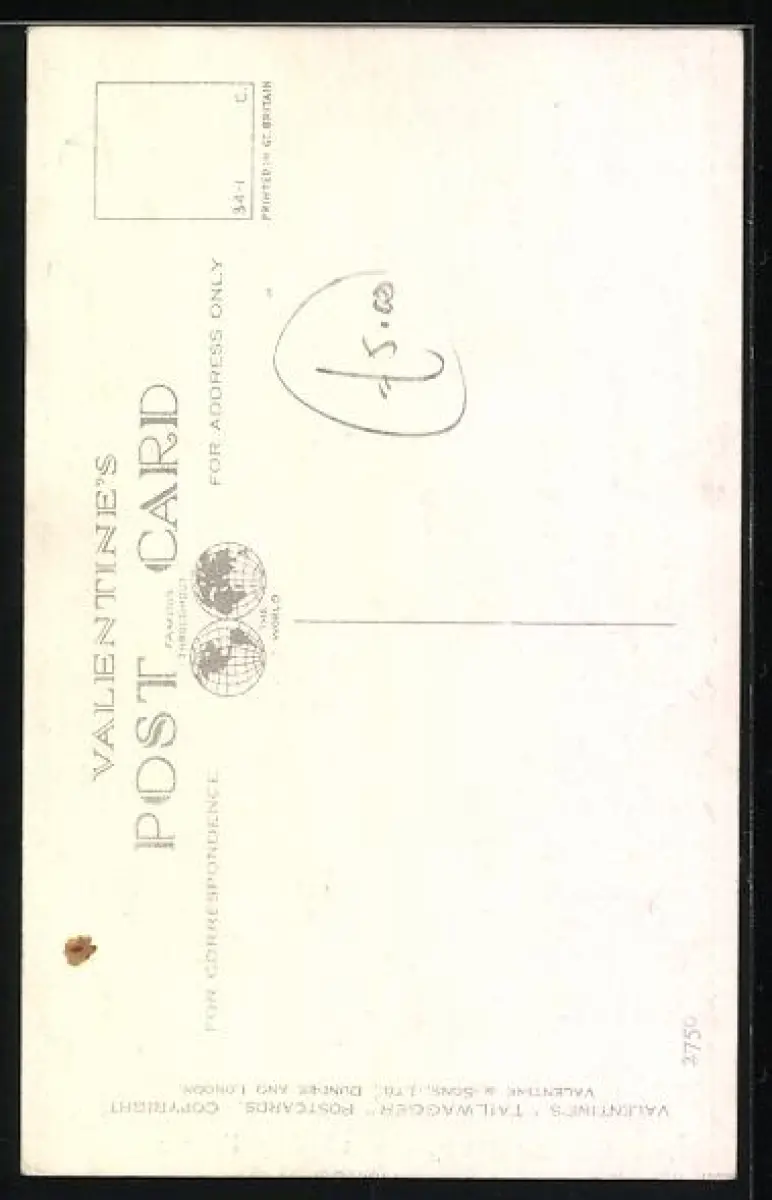 VALENTINE'S
POST CARD
FAMOUS
THROUGHOUT
THE
WORLD
FOR CORRESPONDENCE
FOR ADDRESS ONLY
34-1 C.
PRINTED IN GT. BRITAIN
£5.00
2750
VALENTINE'S "TAILWAGGER" POSTCARDS. COPYRIGHT
VALENTINE & SONS, LTD., DUNDEE AND LONDON.